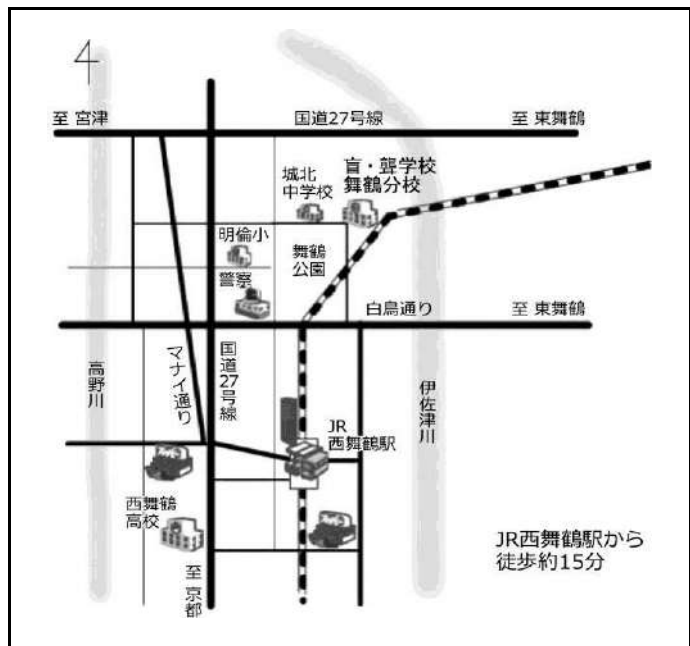 至 宮津
国道27号線
至 東舞鶴
城北
中学校
盲・聾学校
舞鶴分校
明倫小
舞鶴
公園
警察
白鳥通り
至 東舞鶴
高野川
マナイ通り
国道27号線
伊佐津川
JR
西舞鶴駅
西舞鶴
高校
JR西舞鶴駅から
徒歩約15分
至 京都